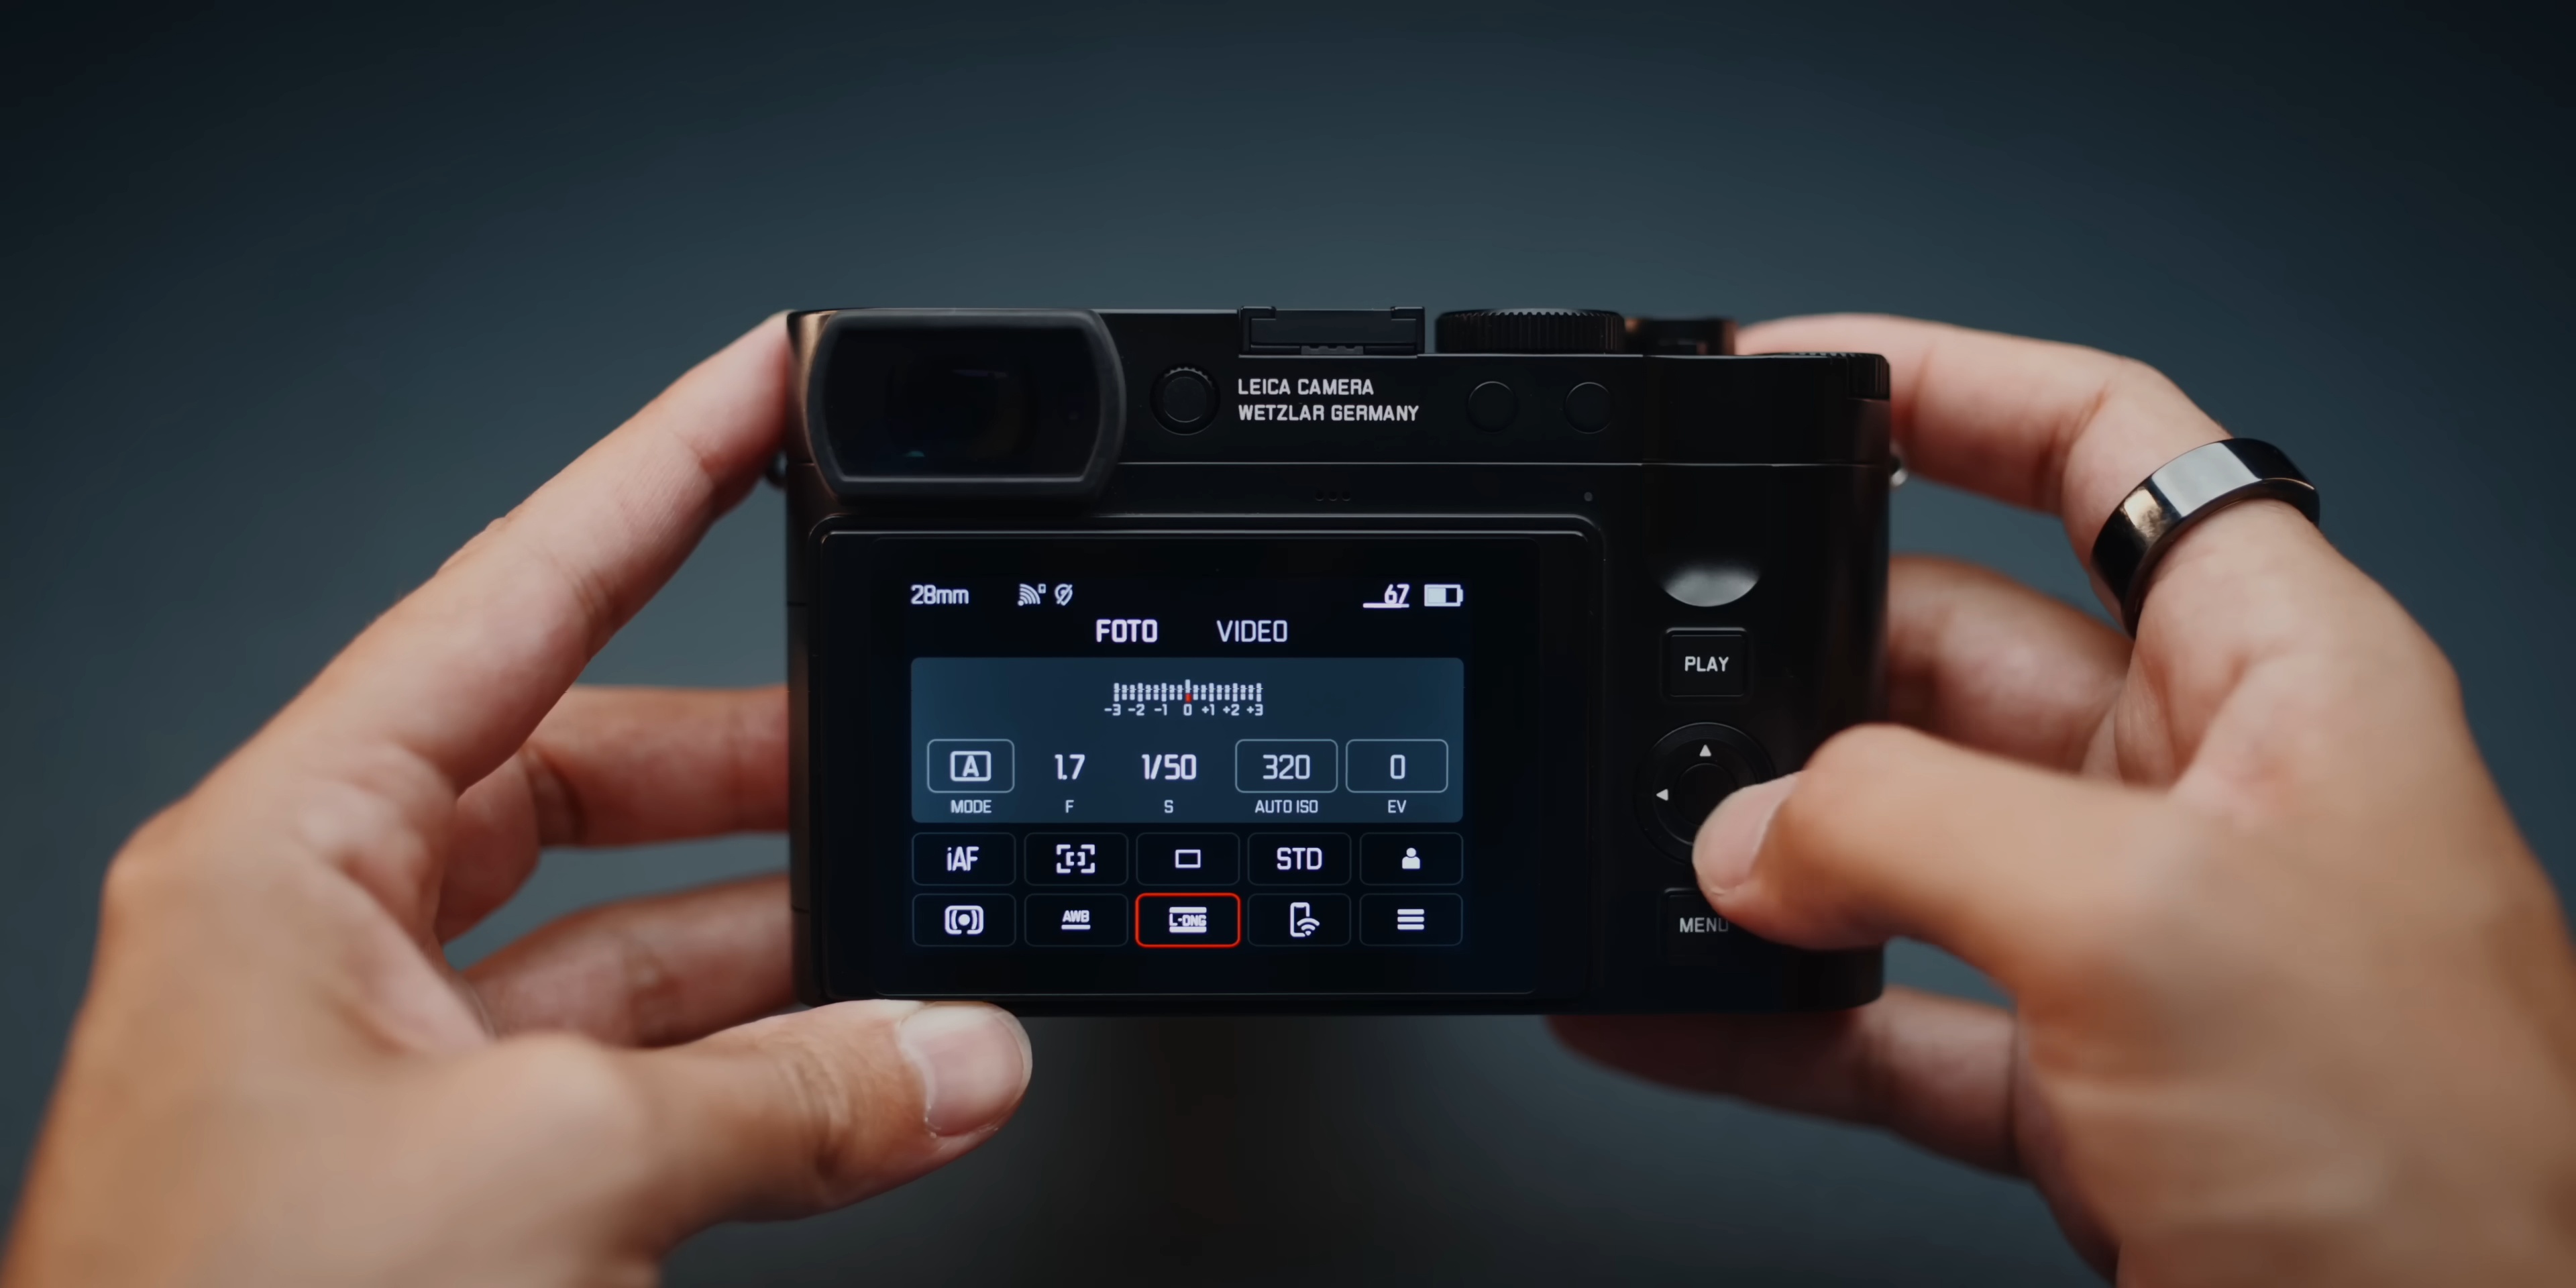 LEICA CAMERA
WETZLAR GERMANY
28mm 67
FOTO VIDEO
-3 -2 -1 0 +1 +2 +3
A 1.7 1/50 320 0
MODE F S AUTO ISO EV
iAF STD
AWB L-DNG
PLAY
MENU